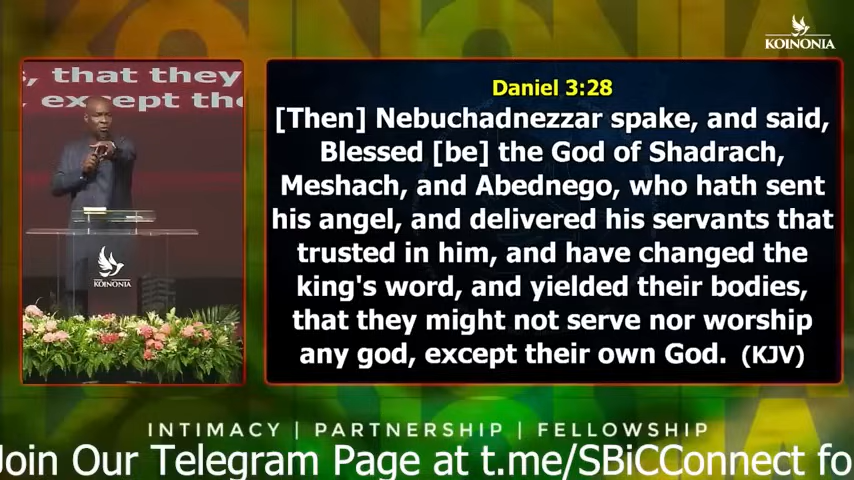 KOINONIA
s, that they
, except the
KOINONIA
Daniel 3:28
[Then] Nebuchadnezzar spake, and said,
Blessed [be] the God of Shadrach,
Meshach, and Abednego, who hath sent
his angel, and delivered his servants that
trusted in him, and have changed the
king's word, and yielded their bodies,
that they might not serve nor worship
any god, except their own God. (KJV)
INTIMACY | PARTNERSHIP | FELLOWSHIP
Join Our Telegram Page at t.me/SBiCConnect fo